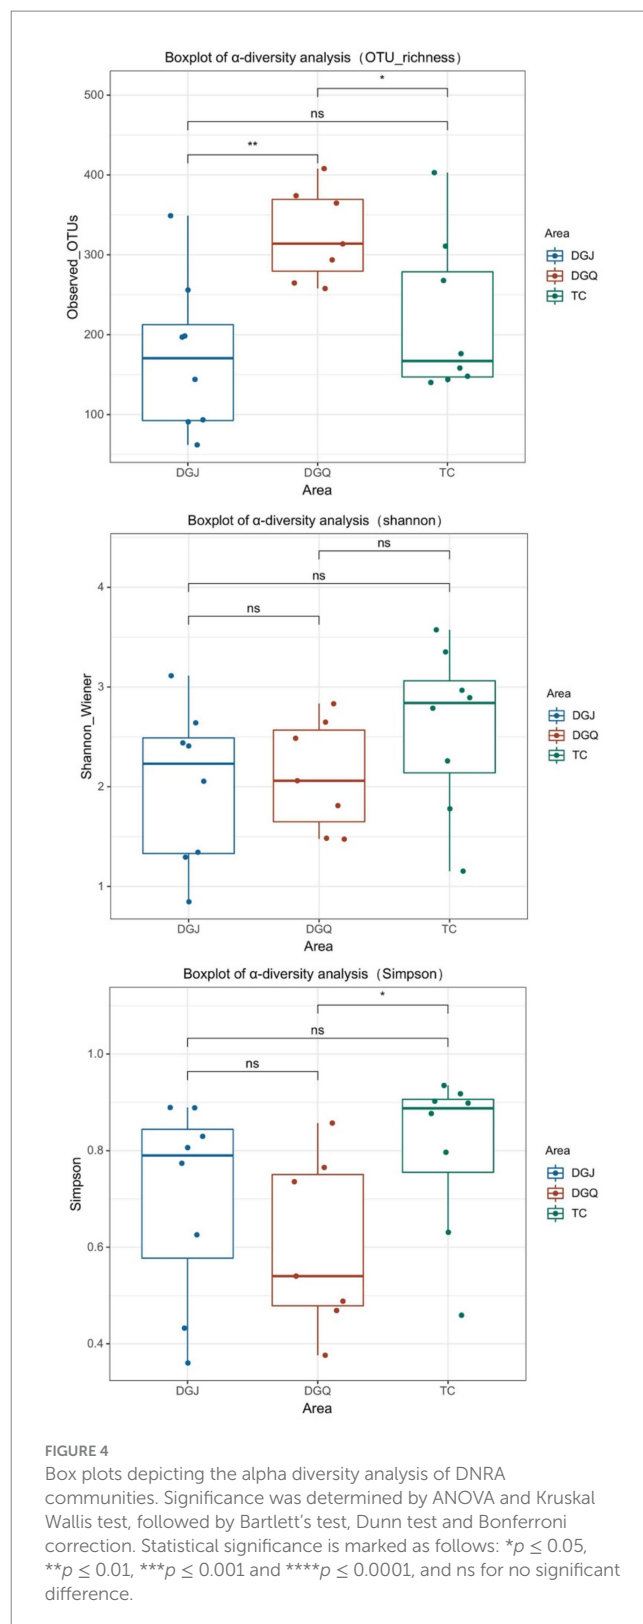 Boxplot of α-diversity analysis（OTU_richness）
500
400
300
200
100
Observed_OTUs
*
ns
**
DGJ
DGQ
TC
Area
Area
DGJ
DGQ
TC
Boxplot of α-diversity analysis（shannon）
4
3
2
1
Shannon_Wiener
ns
ns
ns
DGJ
DGQ
TC
Area
Area
DGJ
DGQ
TC
Boxplot of α-diversity analysis（Simpson）
1.0
0.8
0.6
0.4
Simpson
*
ns
ns
DGJ
DGQ
TC
Area
Area
DGJ
DGQ
TC
FIGURE 4
Box plots depicting the alpha diversity analysis of DNRA
communities. Significance was determined by ANOVA and Kruskal
Wallis test, followed by Bartlett’s test, Dunn test and Bonferroni
correction. Statistical significance is marked as follows: *p ≤ 0.05,
**p ≤ 0.01, ***p ≤ 0.001 and ****p ≤ 0.0001, and ns for no significant
difference.